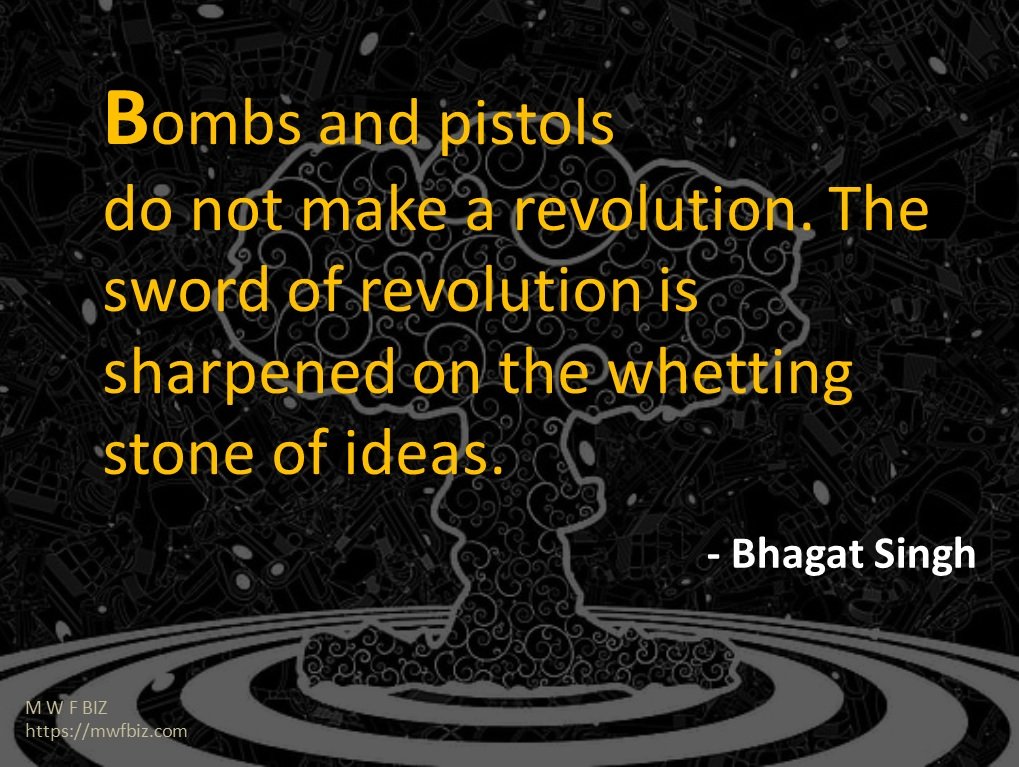 Bombs and pistols
do not make a revolution. The
sword of revolution is
sharpened on the whetting
stone of ideas.
- Bhagat Singh
M W F BIZ
https://mwfbiz.com